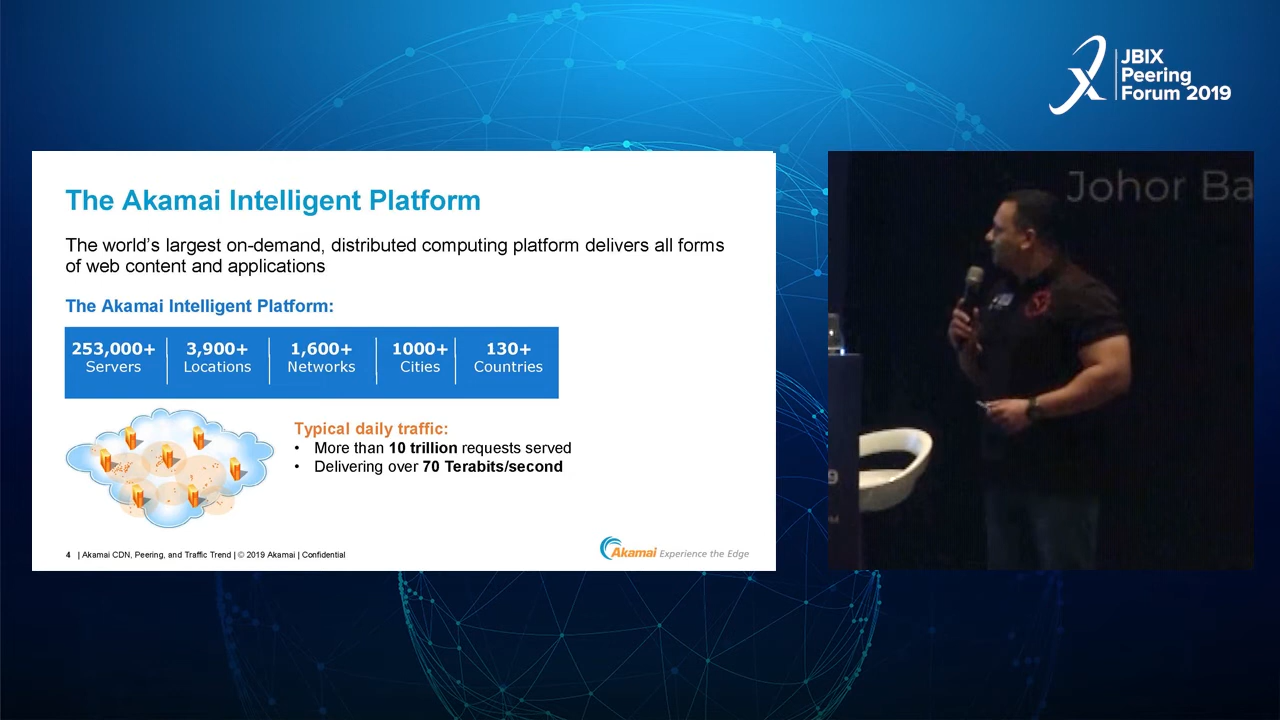 JBIX
Peering
Forum 2019
The Akamai Intelligent Platform
The world's largest on-demand, distributed computing platform delivers all forms
of web content and applications
The Akamai Intelligent Platform:
253,000+ 3,900+ 1,600+ 1000+ 130+
Servers Locations Networks Cities Countries
Typical daily traffic:
• More than 10 trillion requests served
• Delivering over 70 Terabits/second
4 | Akamai CDN, Peering, and Traffic Trend | © 2019 Akamai | Confidential
Akamai Experience the Edge
Johor Ba